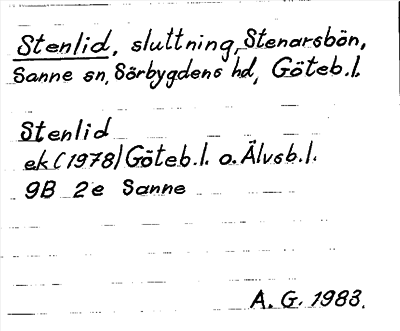 Stenlid, sluttning, Stenarsbön,
Sanne sn, Sörbygdens hd, Göteb.l.
Stenlid
ek (1978) Göteb.l. o. Älvsb.l.
9B 2e Sanne
A. G. 1983.